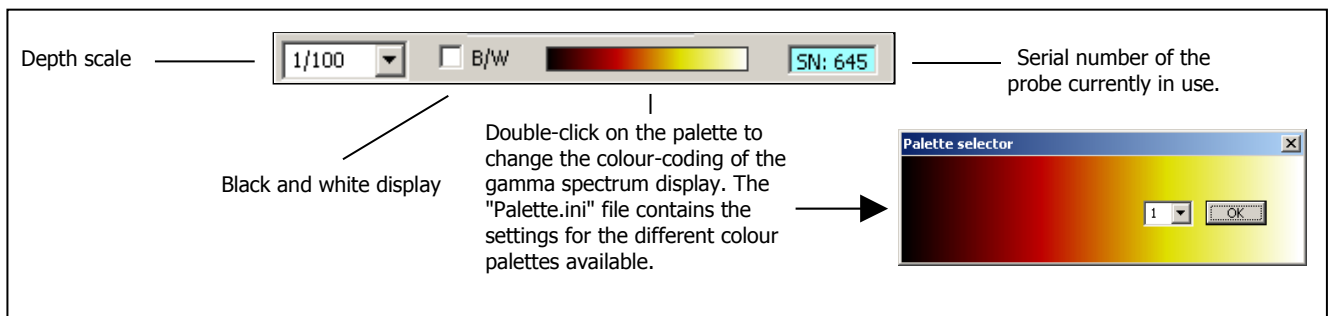 Depth scale
1/100
B/W
SN: 645
Serial number of the
probe currently in use.
Black and white display
Double-click on the palette to
change the colour-coding of the
gamma spectrum display. The
"Palette.ini" file contains the
settings for the different colour
palettes available.
Palette selector
1
OK